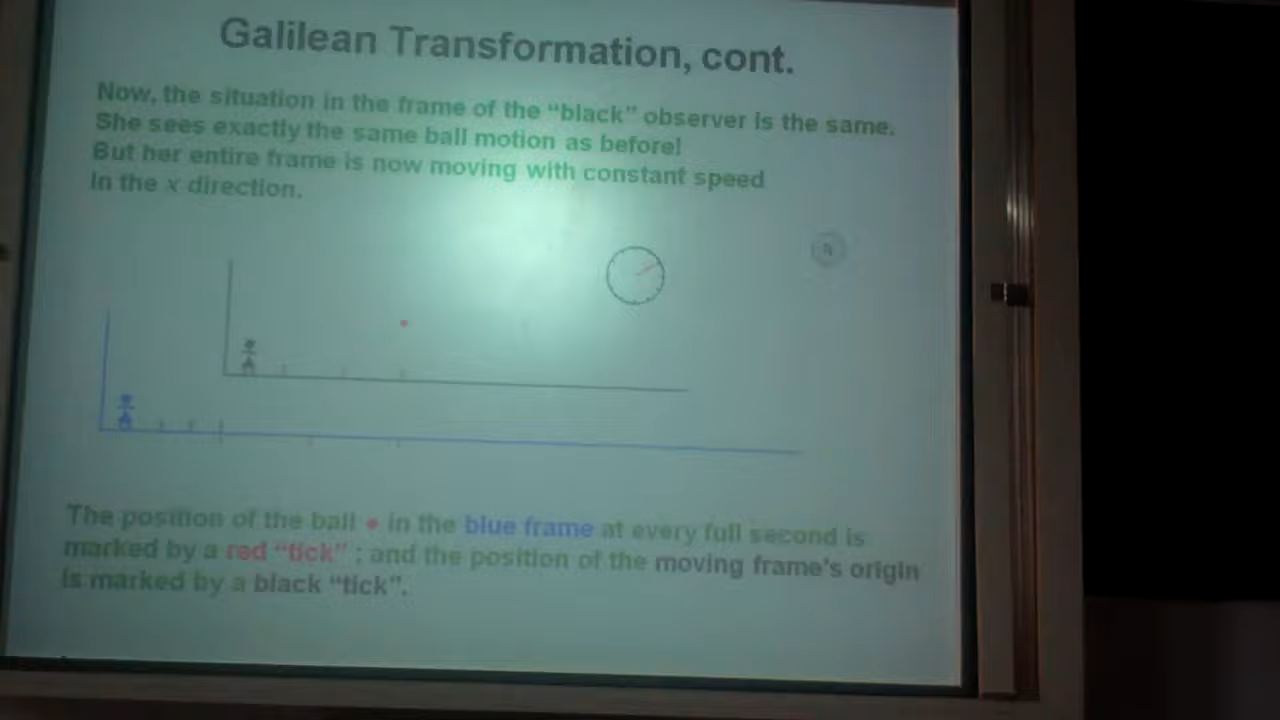 Galilean Transformation, cont.
Now, the situation in the frame of the “black” observer is the same.
She sees exactly the same ball motion as before!
But her entire frame is now moving with constant speed
in the x direction.
The position of the ball • in the blue frame at every full second is
marked by a red “tick” ; and the position of the moving frame's origin
is marked by a black “tick”.